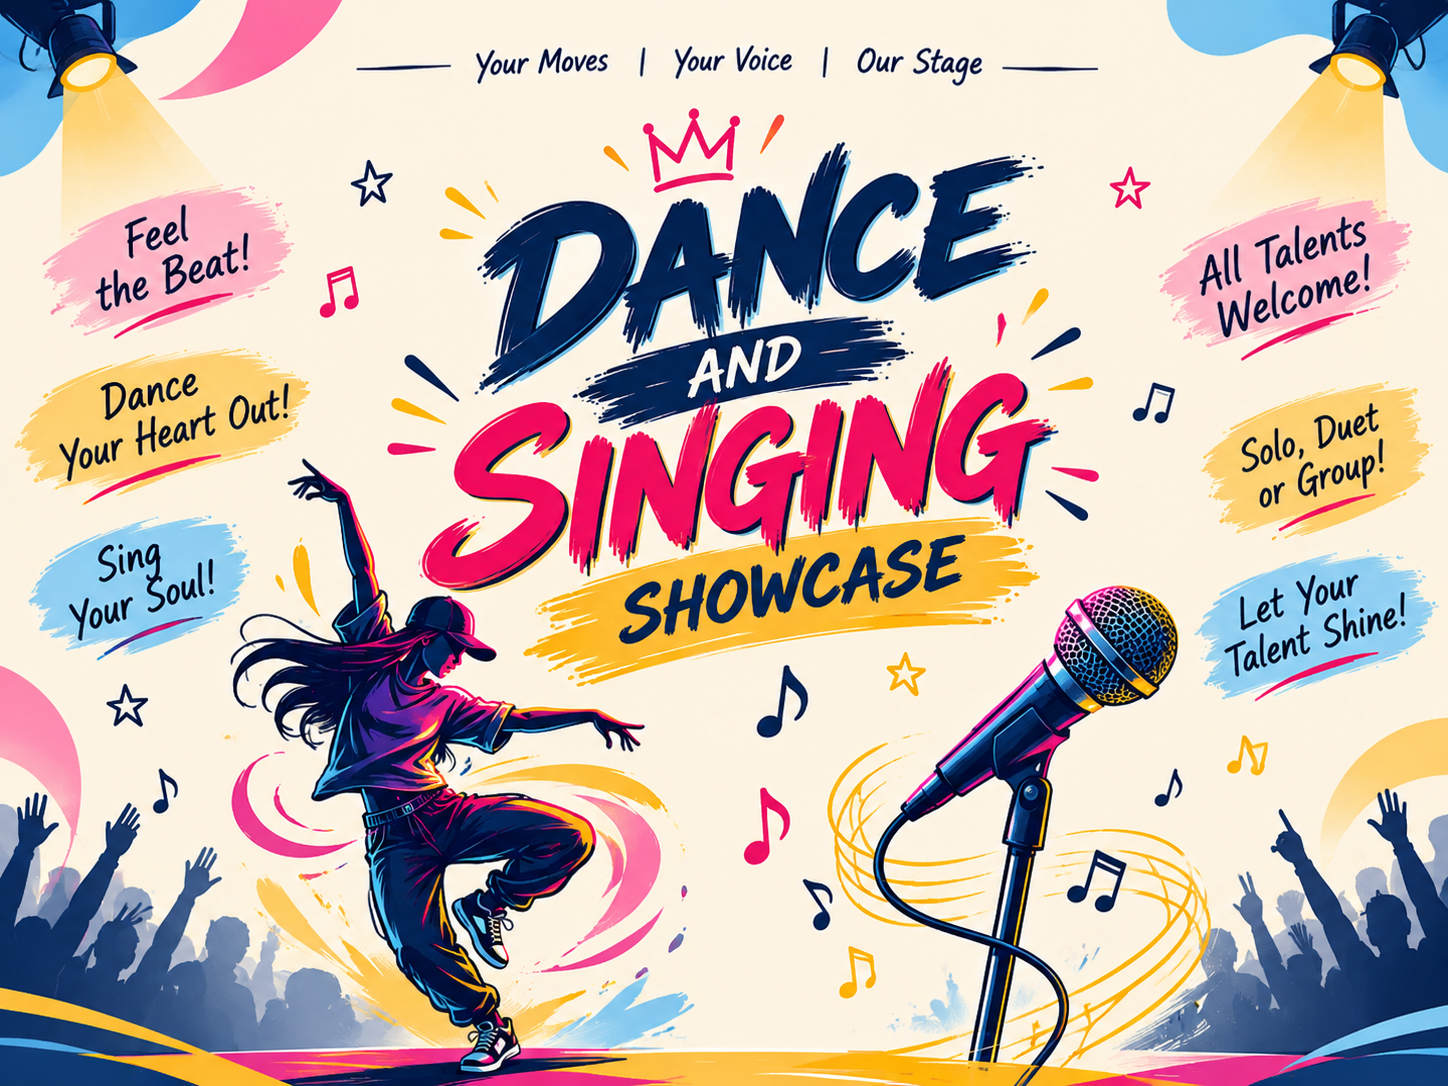 Your Moves | Your Voice | Our Stage
DANCE
AND
SINGING
SHOWCASE
Feel
the Beat!
Dance
Your Heart Out!
Sing
Your Soul!
All Talents
Welcome!
Solo, Duet
or Group!
Let Your
Talent Shine!